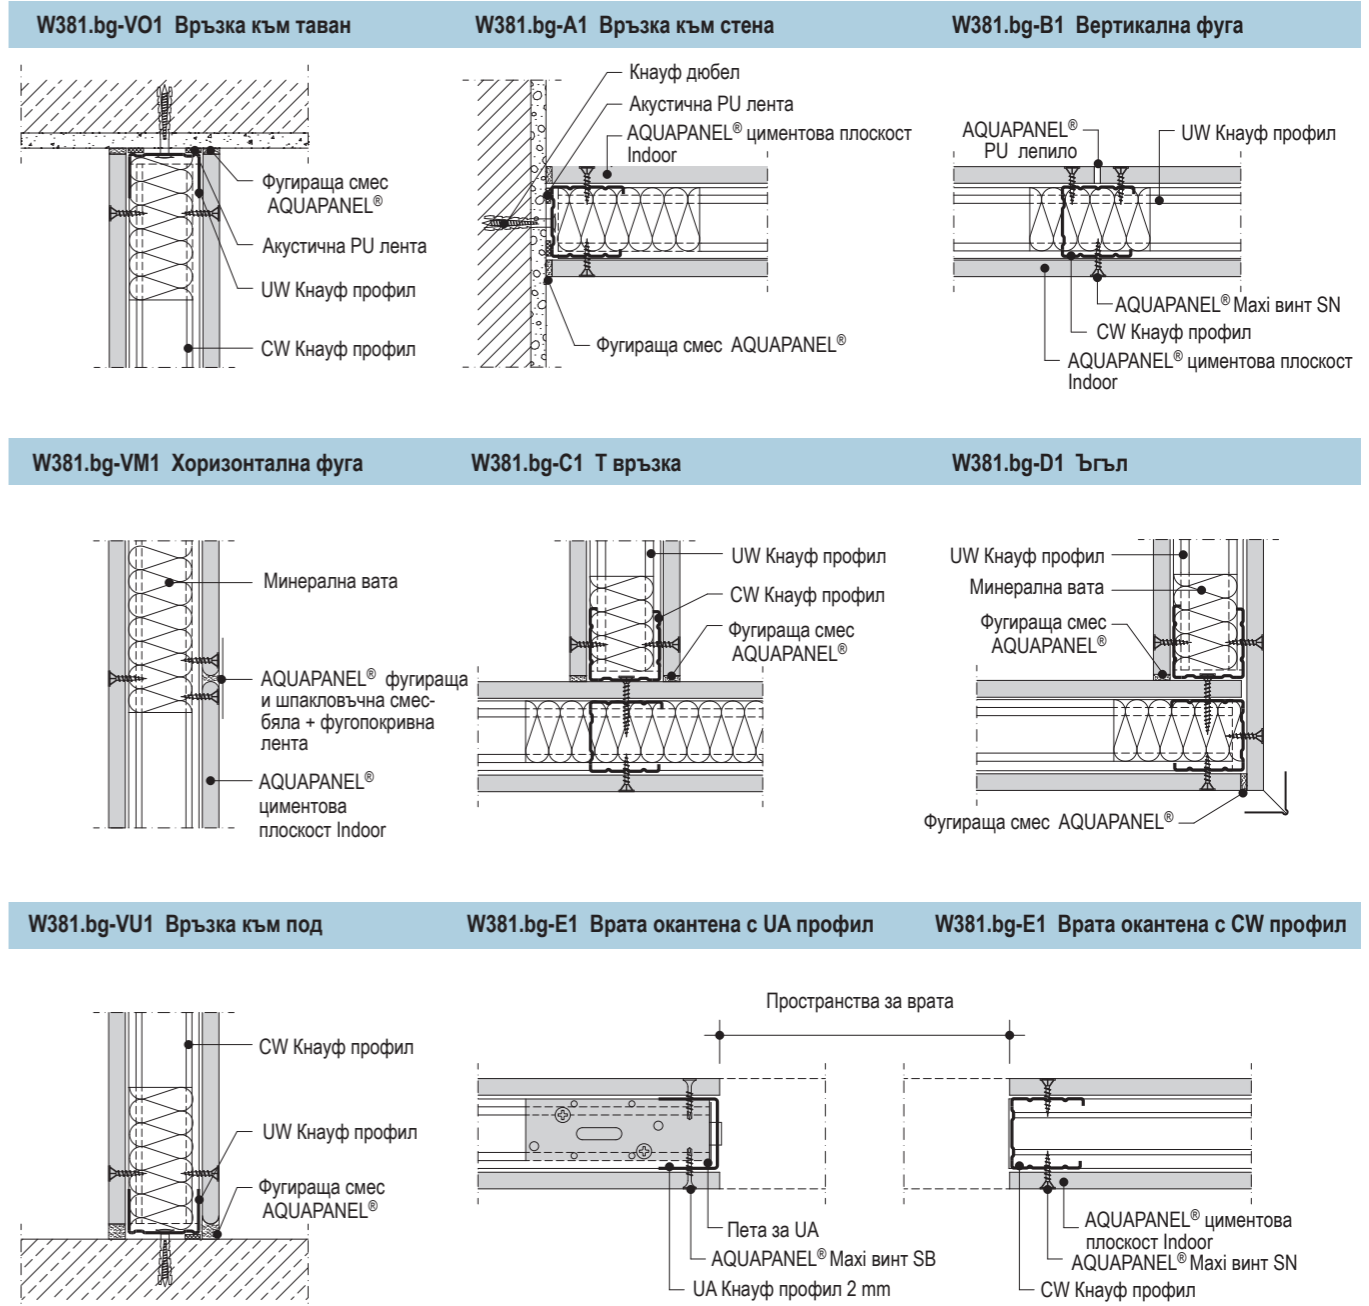 W381.bg-VO1 Връзка към таван
W381.bg-A1 Връзка към стена
W381.bg-B1 Вертикална фуга
Фугираща смес
AQUAPANEL®
Акустична PU лента
UW Кнауф профил
CW Кнауф профил
Кнауф дюбел
Акустична PU лента
AQUAPANEL® циментова плоскост
Indoor
Фугираща смес AQUAPANEL®
AQUAPANEL®
PU лепило
UW Кнауф профил
AQUAPANEL® Maxi винт SN
CW Кнауф профил
AQUAPANEL® циментова плоскост
Indoor
W381.bg-VM1 Хоризонтална фуга
W381.bg-C1 Т връзка
W381.bg-D1 Ъгъл
Минерална вата
AQUAPANEL® фугираща
и шпакловъчна смес-
бяла + фугопокривна
лента
AQUAPANEL®
циментова
плоскост Indoor
UW Кнауф профил
CW Кнауф профил
Фугираща смес
AQUAPANEL®
UW Кнауф профил
Минерална вата
Фугираща смес
AQUAPANEL®
Фугираща смес AQUAPANEL®
W381.bg-VU1 Връзка към под
W381.bg-E1 Врата окантена с UA профил
W381.bg-E1 Врата окантена с CW профил
CW Кнауф профил
UW Кнауф профил
Фугираща смес
AQUAPANEL®
Пространства за врата
Пета за UA
AQUAPANEL® Maxi винт SB
UA Кнауф профил 2 mm
AQUAPANEL® циментова
плоскост Indoor
AQUAPANEL® Maxi винт SN
CW Кнауф профил